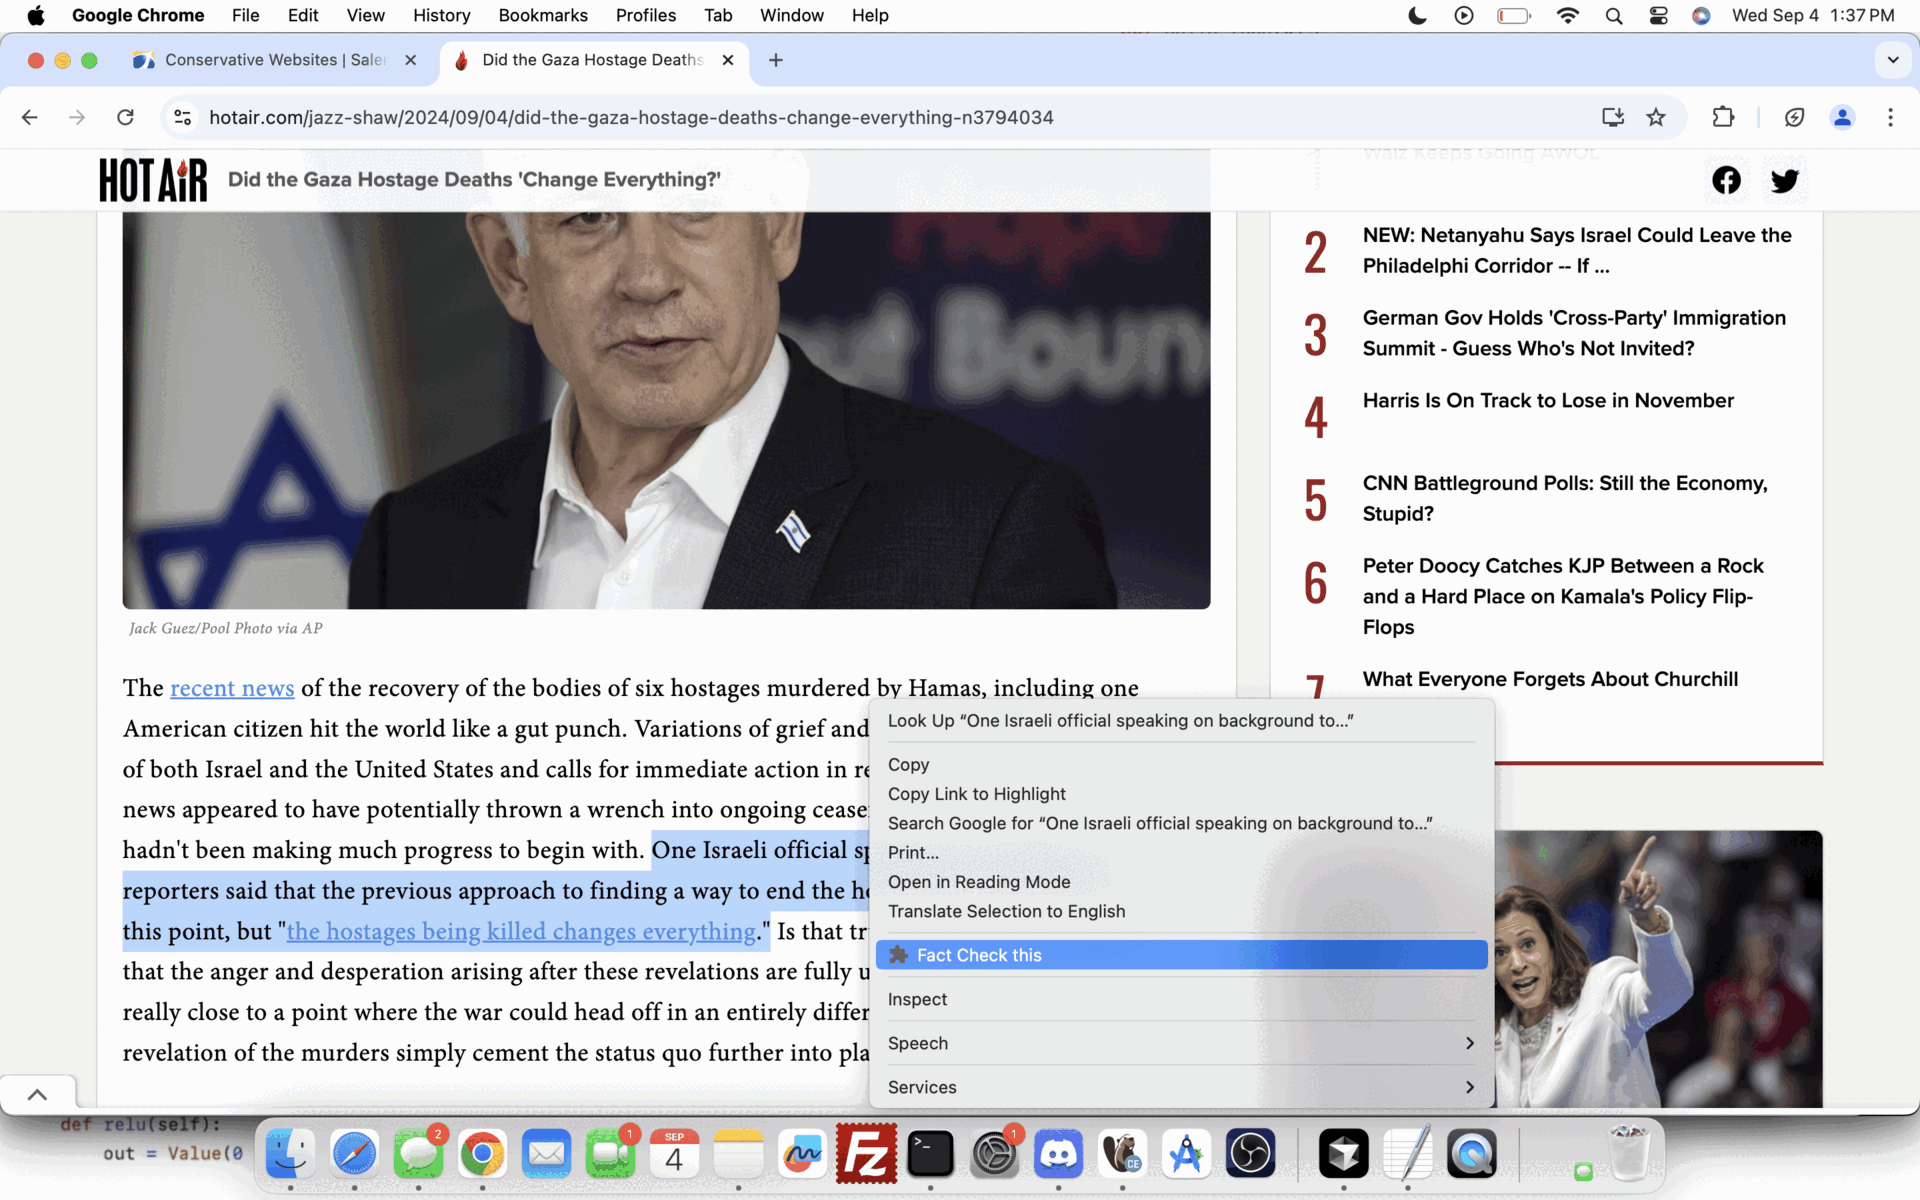 Google Chrome File Edit View History Bookmarks Profiles Tab Window Help Wed Sep 4 1:37 PM
Conservative Websites | Saler
Did the Gaza Hostage Deaths
hotair.com/jazz-shaw/2024/09/04/did-the-gaza-hostage-deaths-change-everything-n3794034
HOT AIR
Did the Gaza Hostage Deaths 'Change Everything?'
Walz Keeps Going AWOL
Bound
Jack Guez/Pool Photo via AP
The recent news of the recovery of the bodies of six hostages murdered by Hamas, including one
American citizen hit the world like a gut punch. Variations of grief and
of both Israel and the United States and calls for immediate action in re
news appeared to have potentially thrown a wrench into ongoing cease
hadn't been making much progress to begin with. One Israeli official sp
reporters said that the previous approach to finding a way to end the ho
this point, but "the hostages being killed changes everything." Is that tr
that the anger and desperation arising after these revelations are fully u
really close to a point where the war could head off in an entirely differ
revelation of the murders simply cement the status quo further into pla
2
NEW: Netanyahu Says Israel Could Leave the
Philadelphi Corridor -- If ...
3
German Gov Holds 'Cross-Party' Immigration
Summit - Guess Who's Not Invited?
4
Harris Is On Track to Lose in November
5
CNN Battleground Polls: Still the Economy,
Stupid?
6
Peter Doocy Catches KJP Between a Rock
and a Hard Place on Kamala's Policy Flip-
Flops
7
What Everyone Forgets About Churchill
Look Up “One Israeli official speaking on background to...”
Copy
Copy Link to Highlight
Search Google for “One Israeli official speaking on background to...”
Print...
Open in Reading Mode
Translate Selection to English
Fact Check this
Inspect
Speech
Services
def relu(self):
out = Value(0
2
1
SEP
4
Fz
>_
1
CE